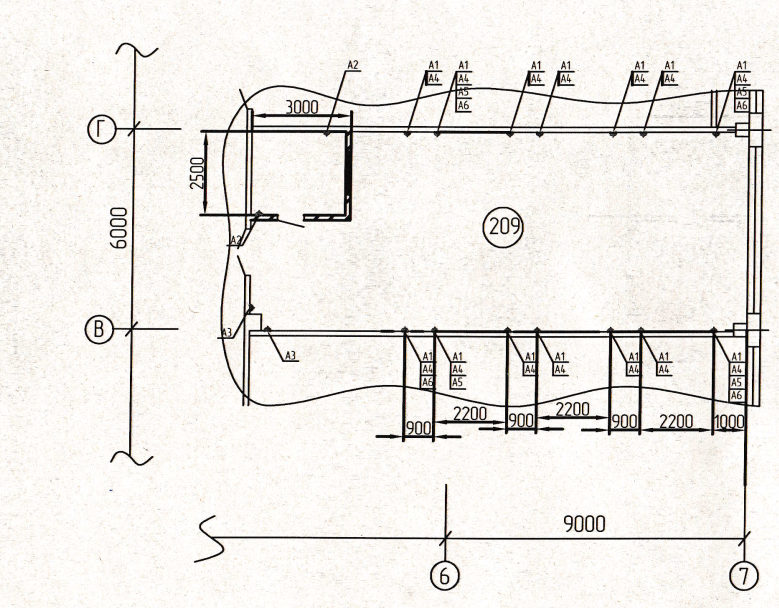 А2
А1 А1 А1 А1 А1 А1 А1
А4 А4 А4 А4 А4 А4 А4
А5 А5
А6 А6
3000
Г
2500
6000
209
А2
В
А3
А3
А1 А1 А1 А1 А1 А1 А1
А4 А4 А4 А4 А4 А4 А4
А6 А5 А5
А6
900 2200 900 2200 900 2200 1000
9000
6 7